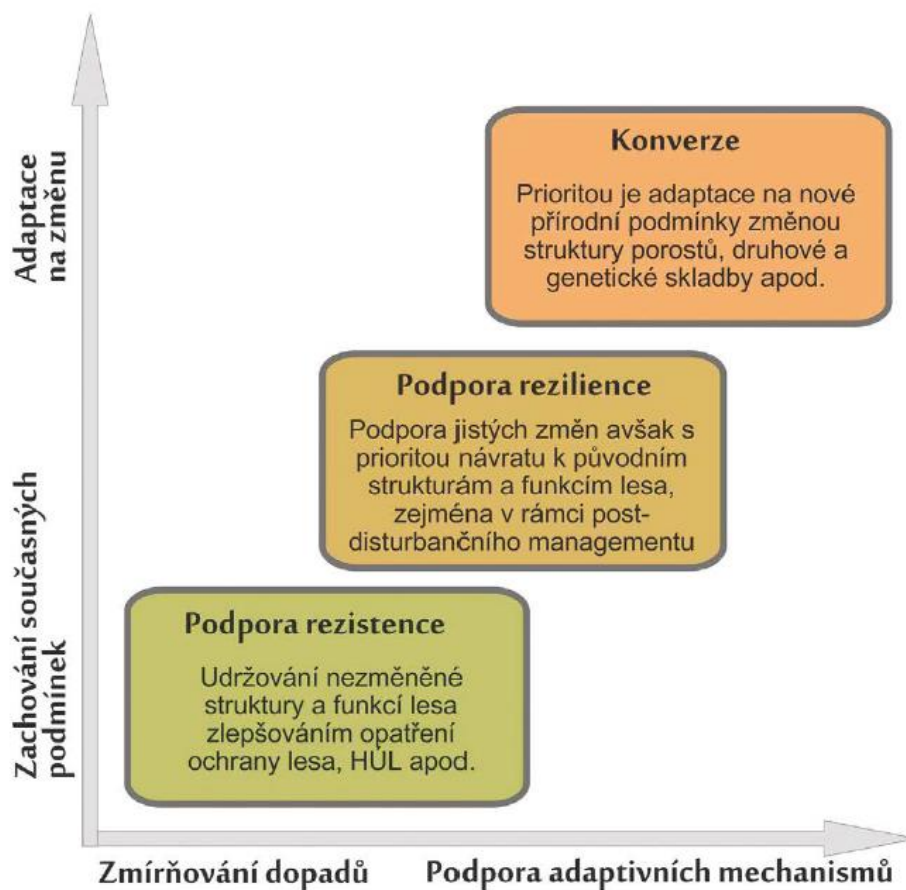 Adaptace
na změnu
Konverze
Prioritou je adaptace na nové
přírodní podmínky změnou
struktury porostů, druhové a
genetické skladby apod.
Podpora rezilience
Podpora jistých změn avšak s
prioritou návratu k původním
strukturám a funkcím lesa,
zejména v rámci post-
disturbančního managementu
Zachování současných
podmínek
Podpora rezistence
Udržování nezměněné
struktury a funkcí lesa
zlepšováním opatření
ochrany lesa, HÚL apod.
Zmírňování dopadů
Podpora adaptivních mechanismů